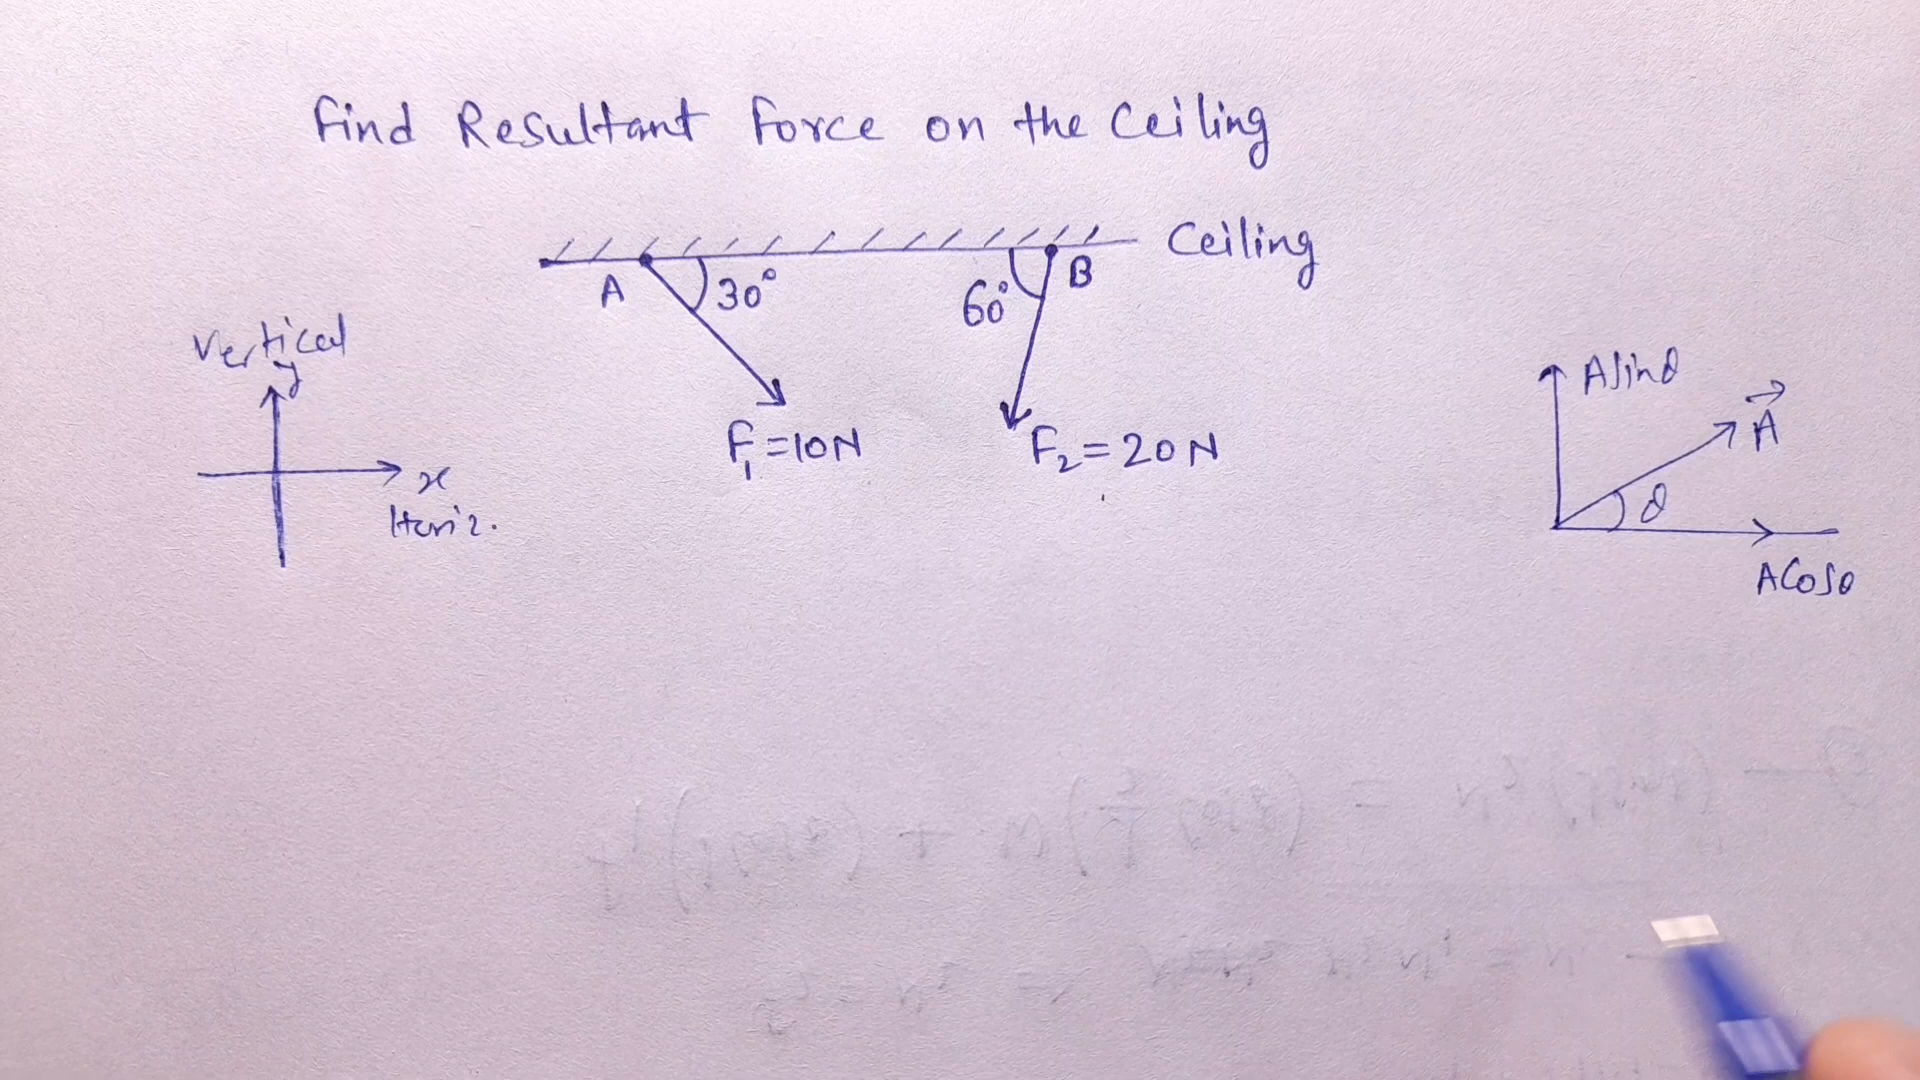 Find Resultant Force on the Ceiling
Ceiling
A 30° 60° B
Vertical
y
F₁ = 10N
F₂ = 20N
x
Horiz.
A sinθ
A⃗
θ
A Cosθ